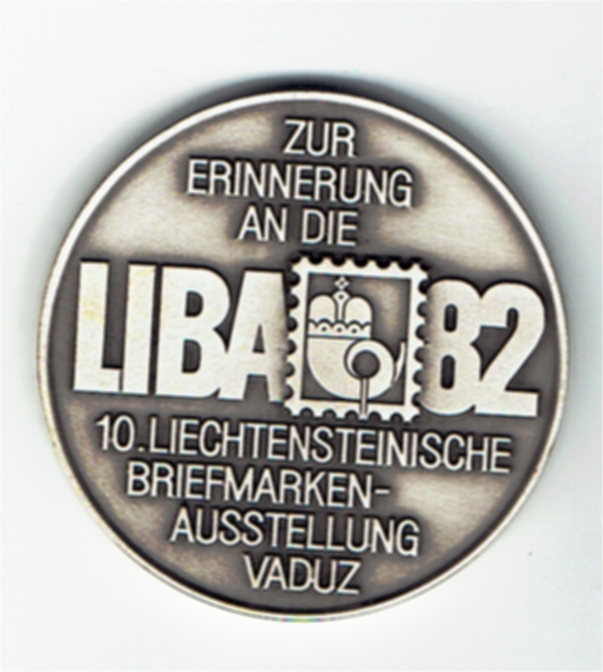 ZUR
ERINNERUNG
AN DIE
LIBA 82
10. LIECHTENSTEINISCHE
BRIEFMARKEN-
AUSSTELLUNG
VADUZ